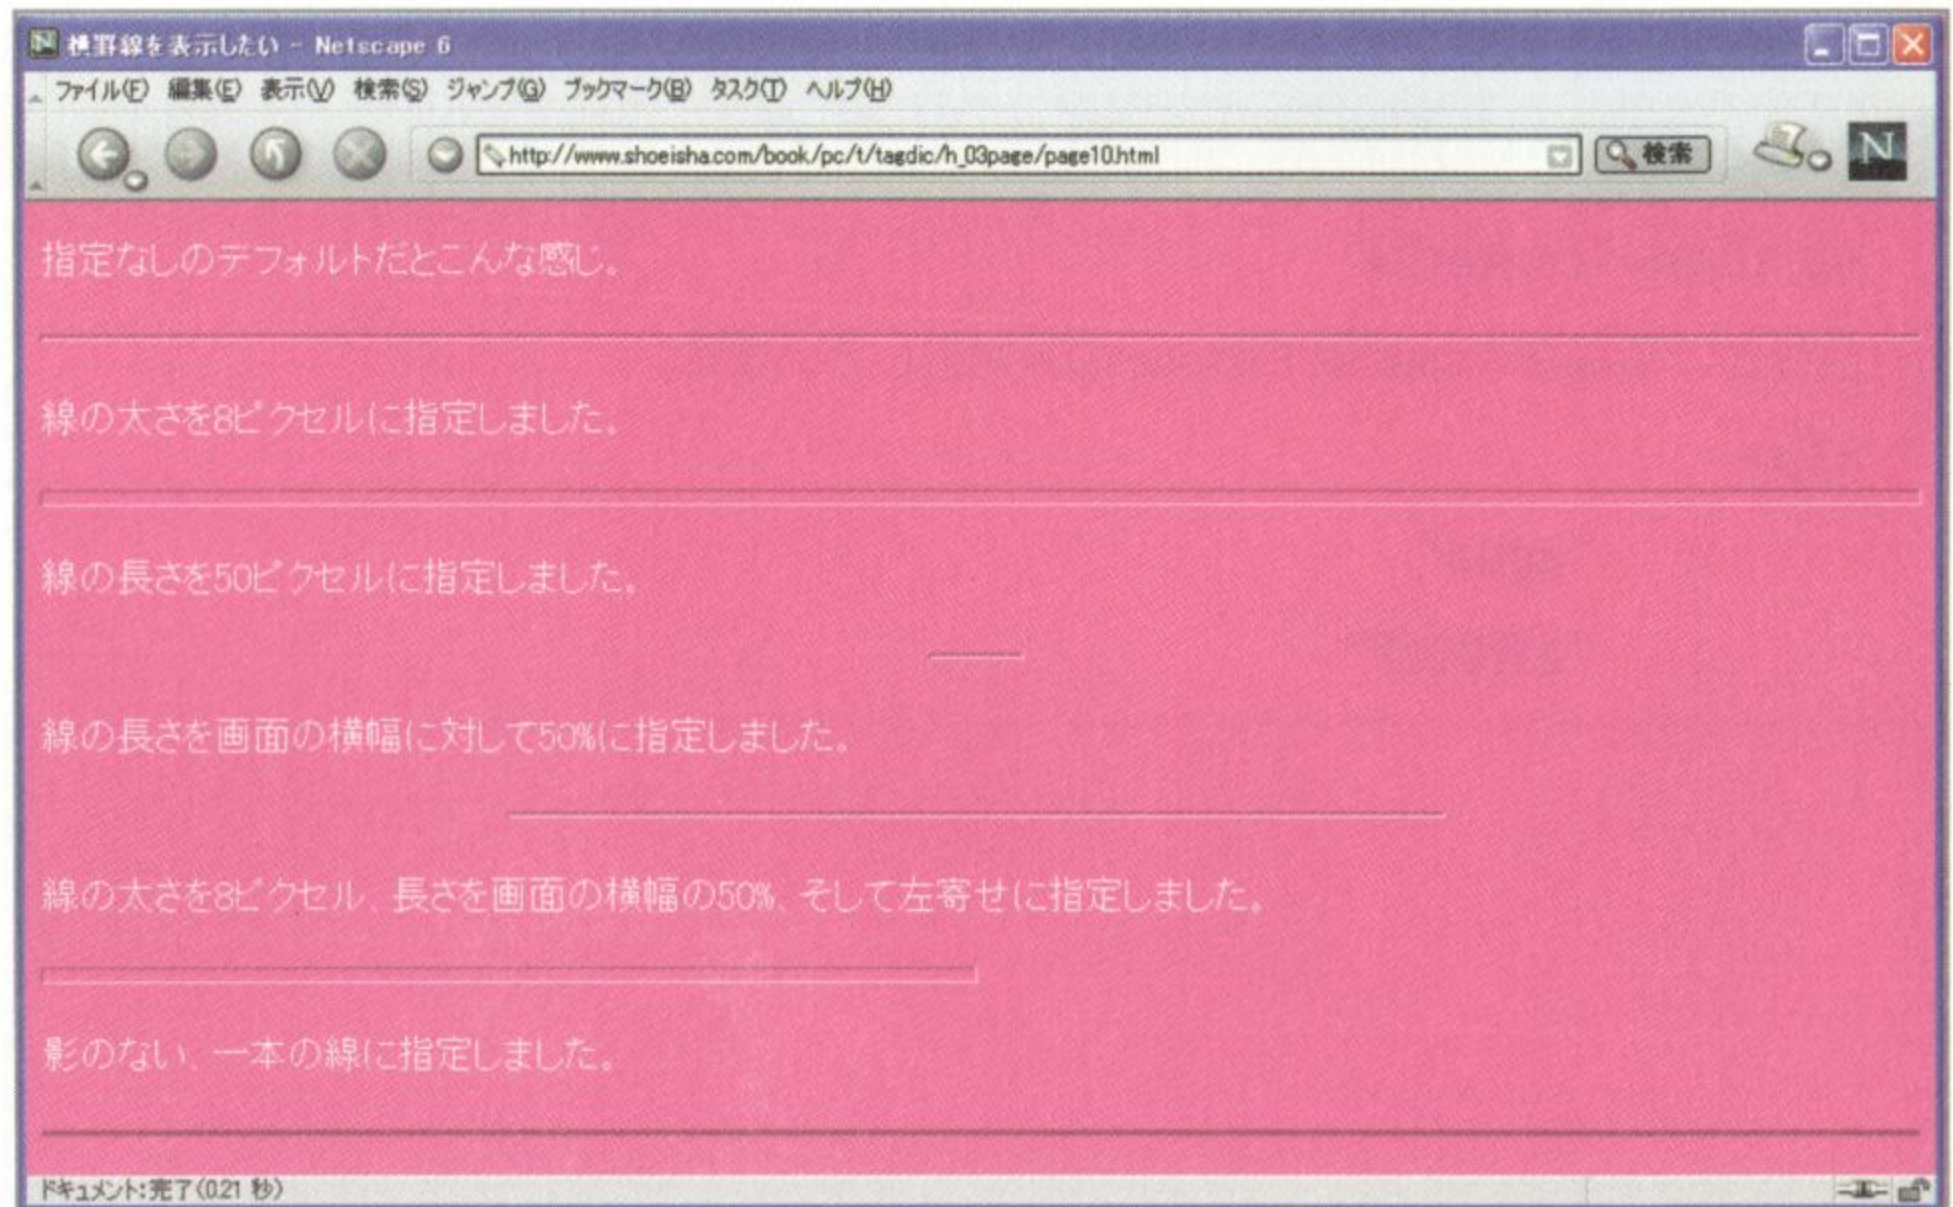 横罫線を表示したい - Netscape 6
ファイル(F) 編集(E) 表示(V) 検索(S) ジャンプ(G) ブックマーク(B) タスク(T) ヘルプ(H)
http://www.shoeisha.com/book/pc/t/tagdic/h_03page/page10.html 検索 N
指定なしのデフォルトだとこんな感じ。
線の太さを8ピクセルに指定しました。
線の長さを50ピクセルに指定しました。
線の長さを画面の横幅に対して50%に指定しました。
線の太さを8ピクセル、長さを画面の横幅の50%、そして左寄せに指定しました。
影のない、一本の線に指定しました。
ドキュメント:完了(0.21 秒)